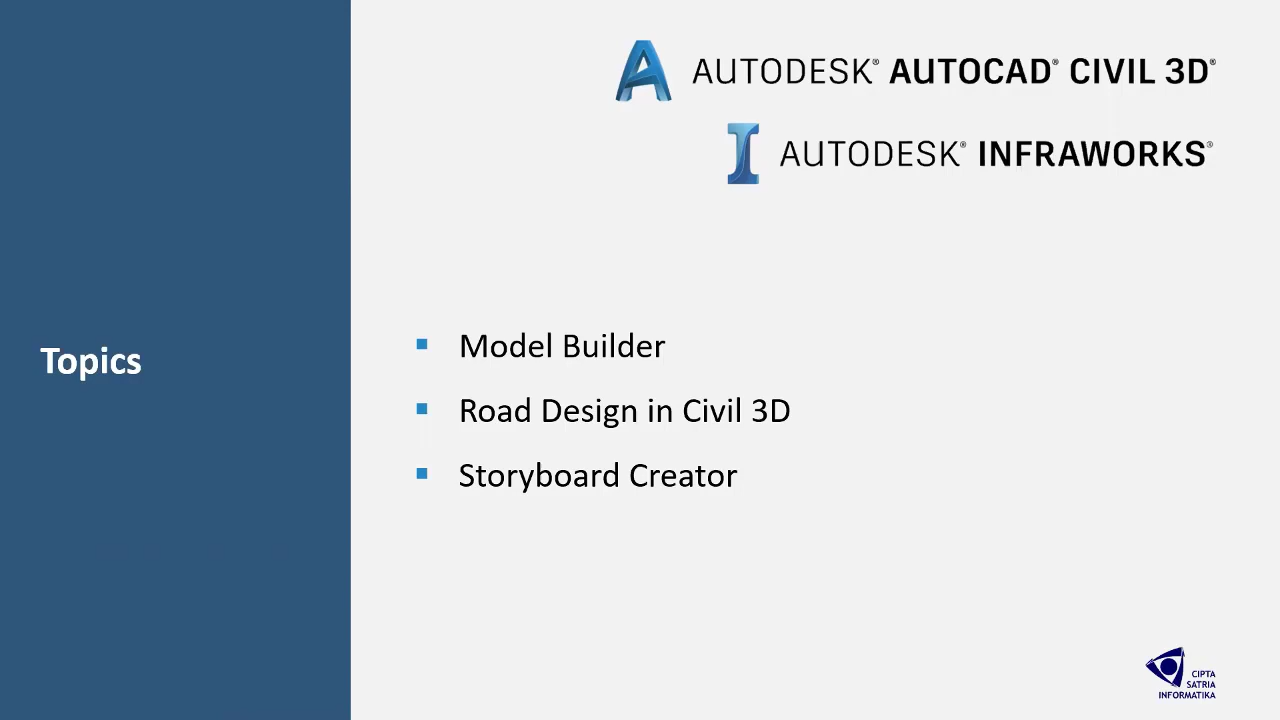 AUTODESK® AUTOCAD® CIVIL 3D®
AUTODESK® INFRAWORKS®
Topics
Model Builder
Road Design in Civil 3D
Storyboard Creator
CIPTA
SATRIA
INFORMATIKA